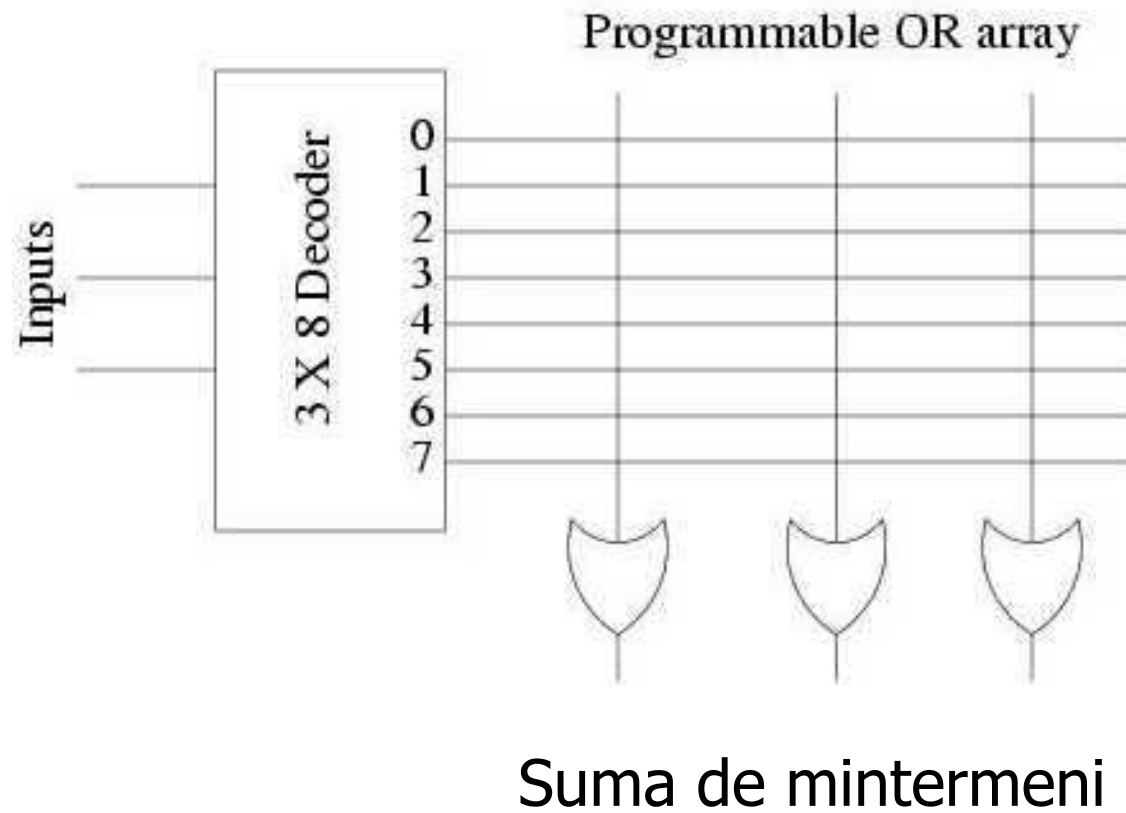 Programmable OR array
Inputs
3 X 8 Decoder
0
1
2
3
4
5
6
7
Suma de mintermeni